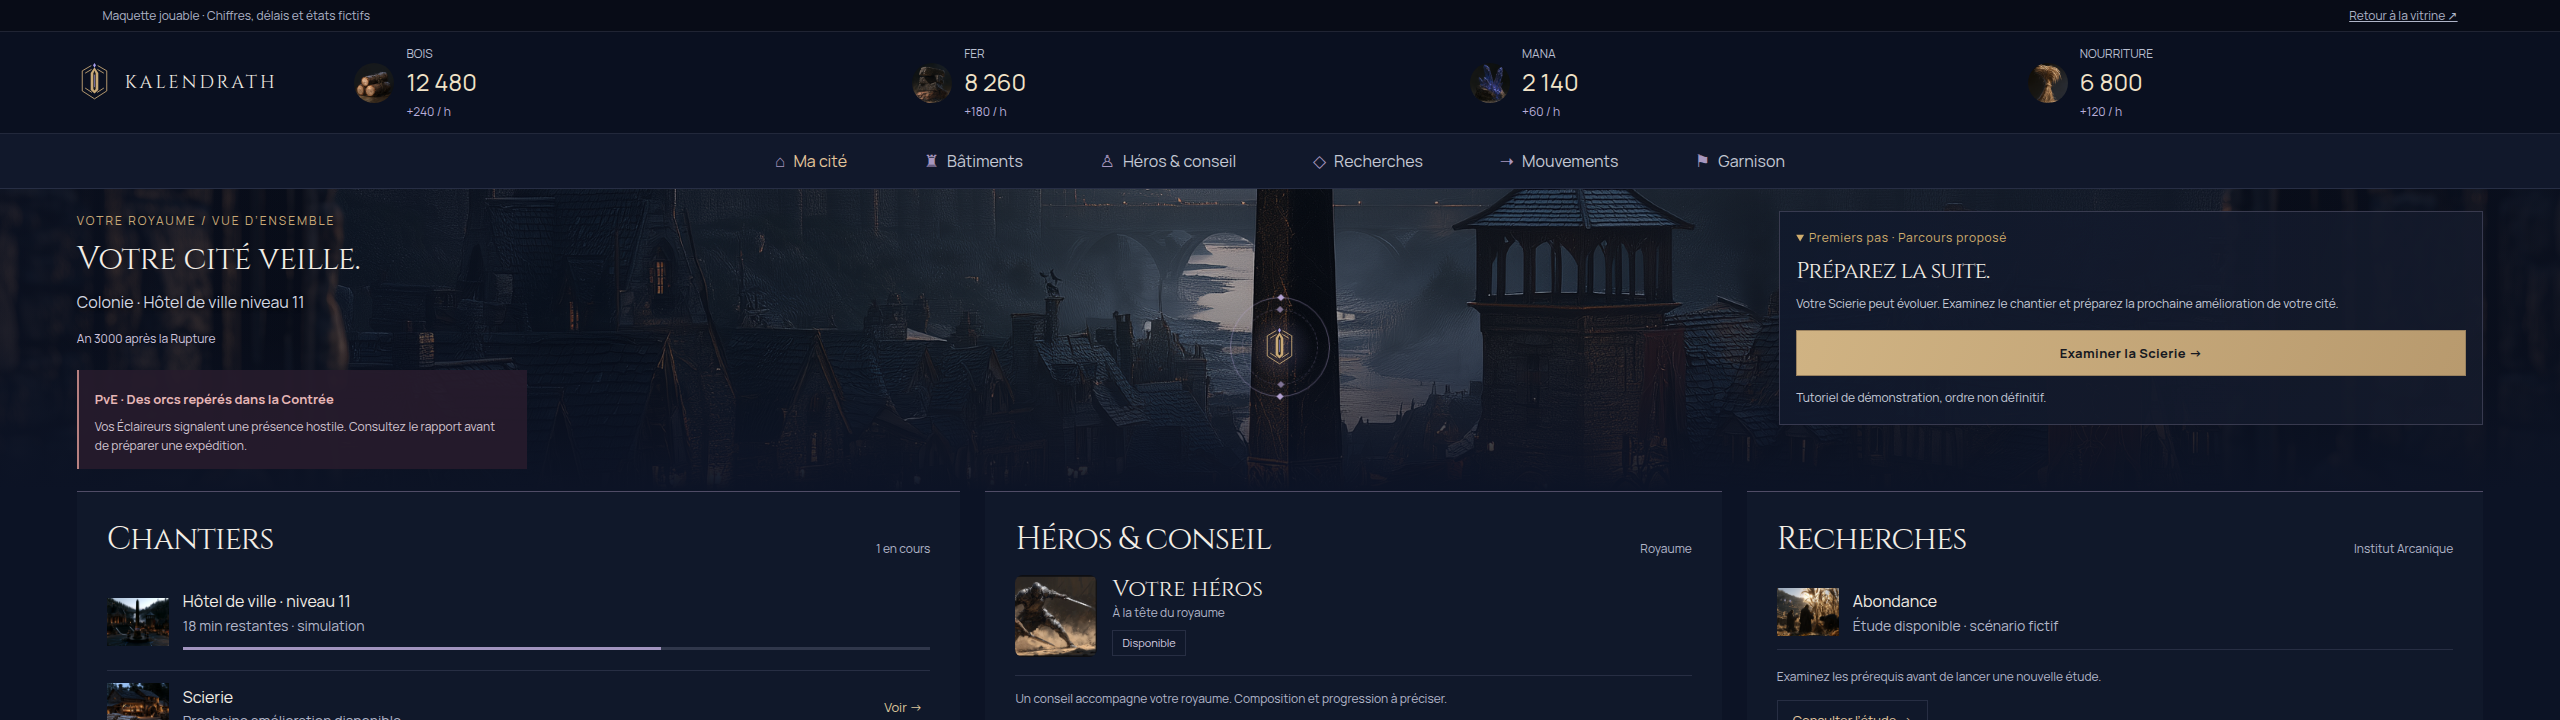 Maquette jouable · Chiffres, délais et états fictifs
Retour à la vitrine ↗
KALENDRATH
BOIS
12 480
+240 / h
FER
8 260
+180 / h
MANA
2 140
+60 / h
NOURRITURE
6 800
+120 / h
Ma cité
Bâtiments
Héros & conseil
Recherches
Mouvements
Garnison
VOTRE ROYAUME / VUE D'ENSEMBLE
VOTRE CITÉ VEILLE.
Colonie · Hôtel de ville niveau 11
An 3000 après la Rupture
PvE · Des orcs repérés dans la Contrée
Vos Éclaireurs signalent une présence hostile. Consultez le rapport avant
de préparer une expédition.
▼ Premiers pas · Parcours proposé
PRÉPAREZ LA SUITE.
Votre Scierie peut évoluer. Examinez le chantier et préparez la prochaine amélioration de votre cité.
Examiner la Scierie →
Tutoriel de démonstration, ordre non définitif.
CHANTIERS
1 en cours
Hôtel de ville · niveau 11
18 min restantes · simulation
Scierie
Prochaine amélioration disponible
Voir →
HÉROS & CONSEIL
Royaume
VOTRE HÉROS
À la tête du royaume
Disponible
Un conseil accompagne votre royaume. Composition et progression à préciser.
RECHERCHES
Institut Arcanique
Abondance
Étude disponible · scénario fictif
Examinez les prérequis avant de lancer une nouvelle étude.
Consulter l'étude →